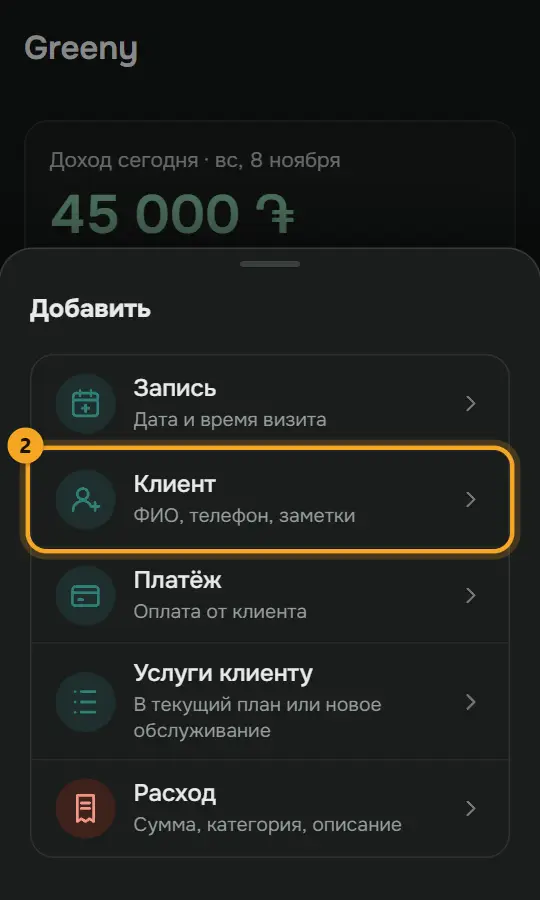 Greeny
Доход сегодня · вс, 8 ноября
45 000 ֏
Добавить
Запись
Дата и время визита
2
Клиент
ФИО, телефон, заметки
Платёж
Оплата от клиента
Услуги клиенту
В текущий план или новое
обслуживание
Расход
Сумма, категория, описание